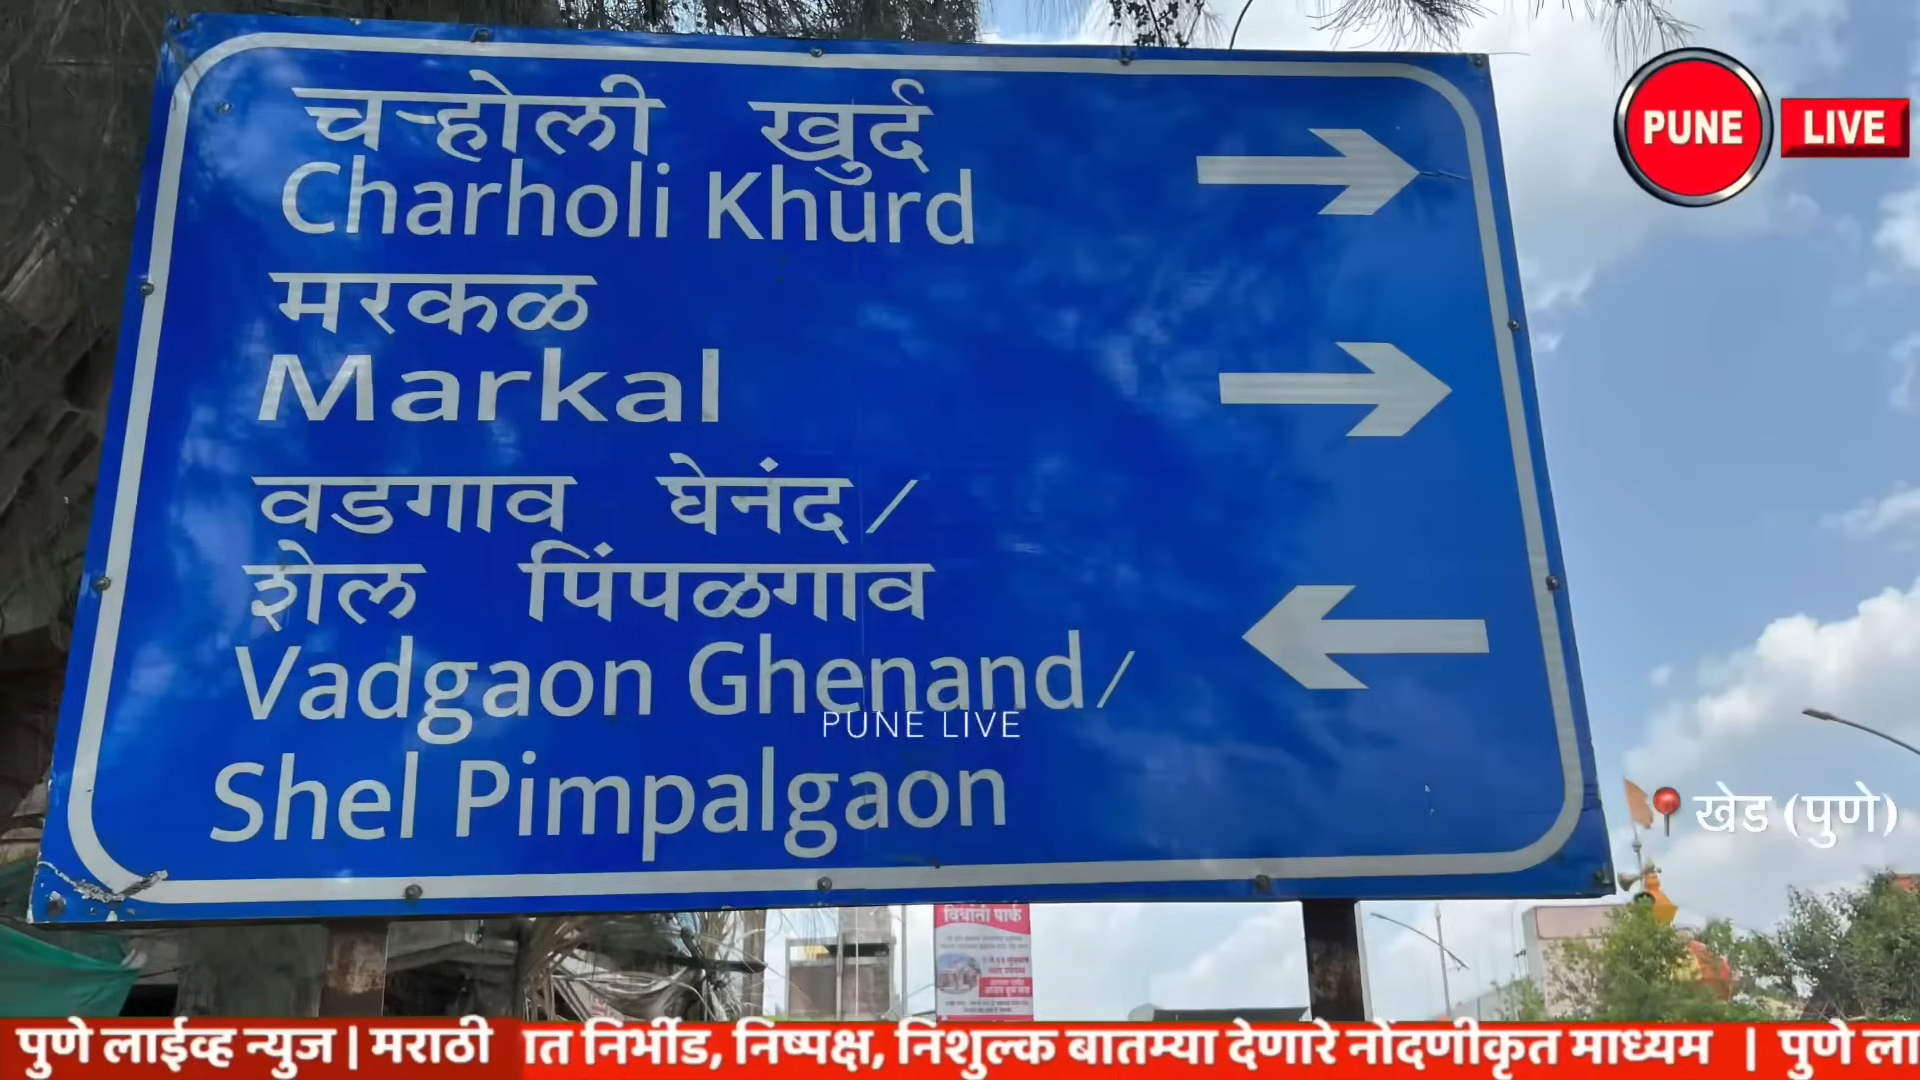 चऱ्होली खुर्द
Charholi Khurd
मरकळ
Markal
वडगाव घेनंद/
शेल पिंपळगाव
Vadgaon Ghenand/
Shel Pimpalgaon
PUNE LIVE
PUNE LIVE
खेड (पुणे)
विश्रांती पार्क
पुणे लाईव्ह न्युज | मराठी
त निर्भीड, निष्पक्ष, निशुल्क बातम्या देणारे नोंदणीकृत माध्यम | पुणे ला